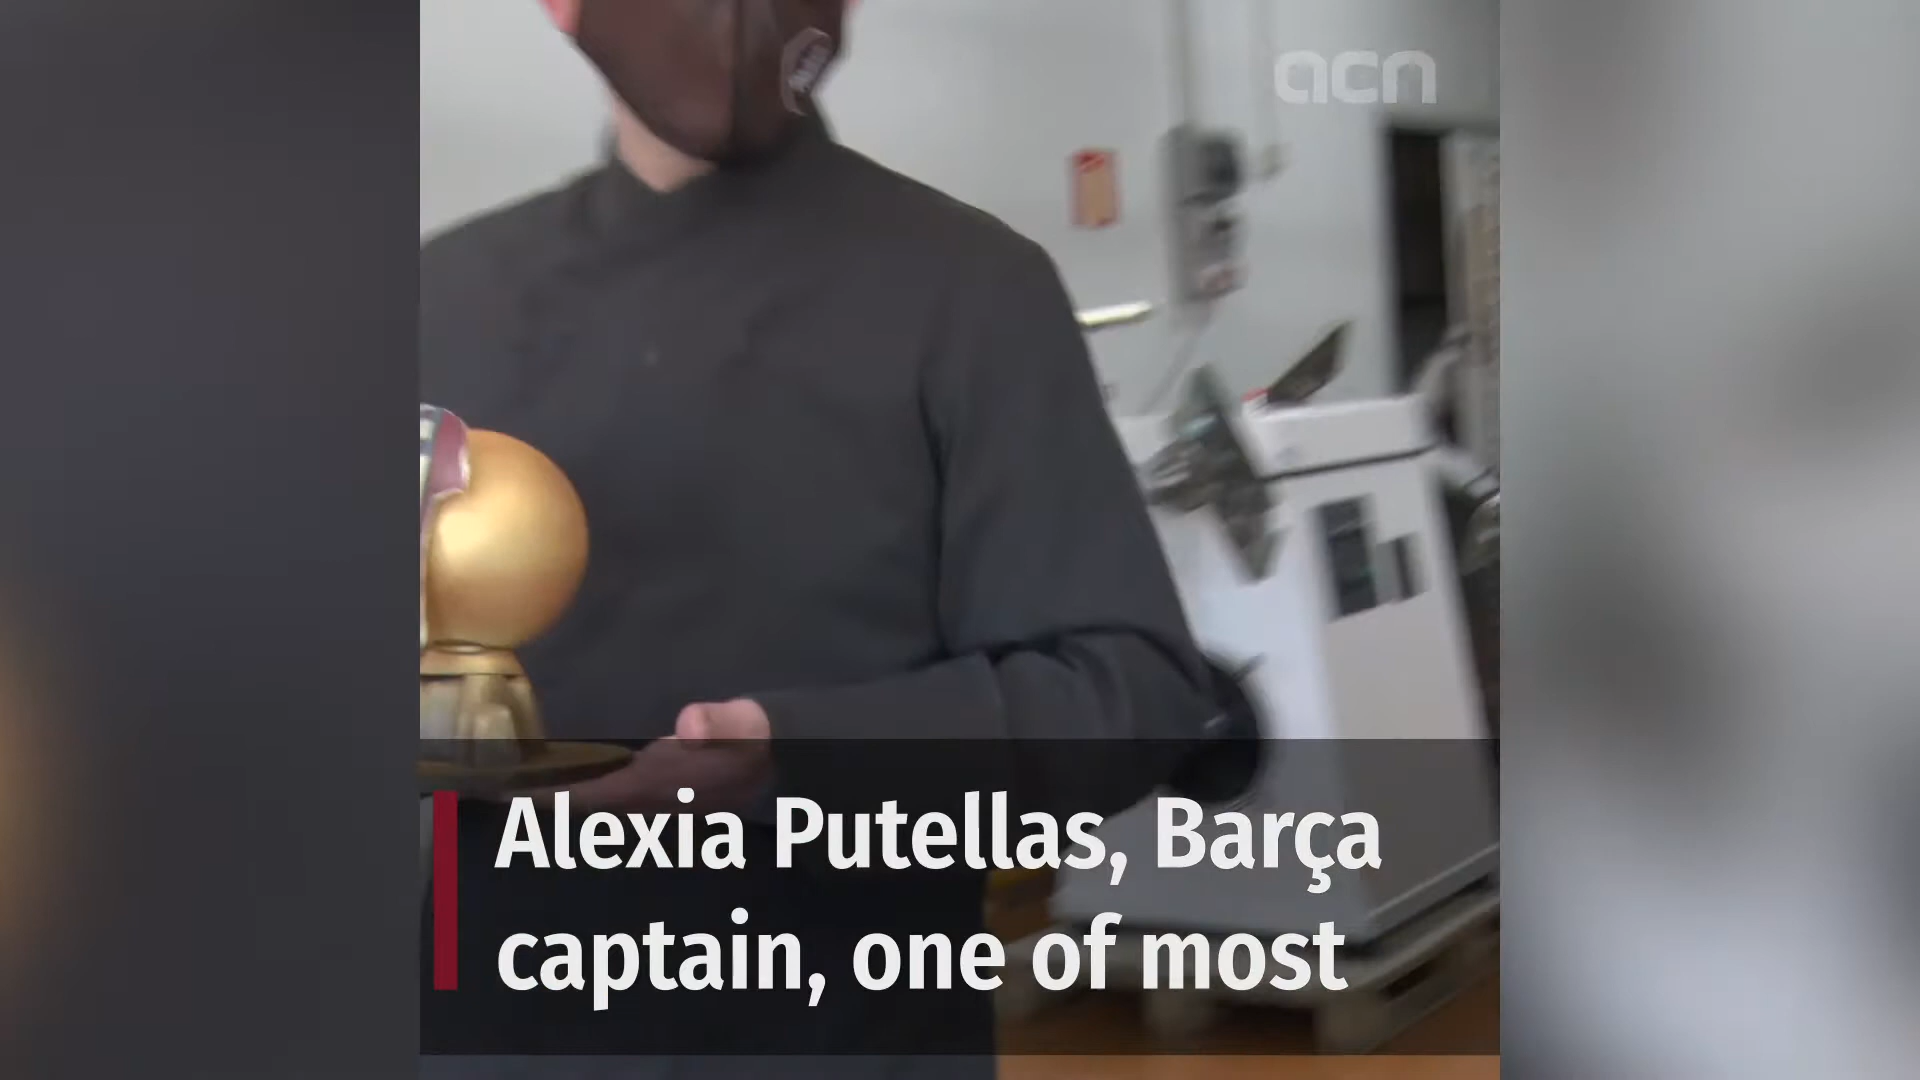 acn
Alexia Putellas, Barça
captain, one of most